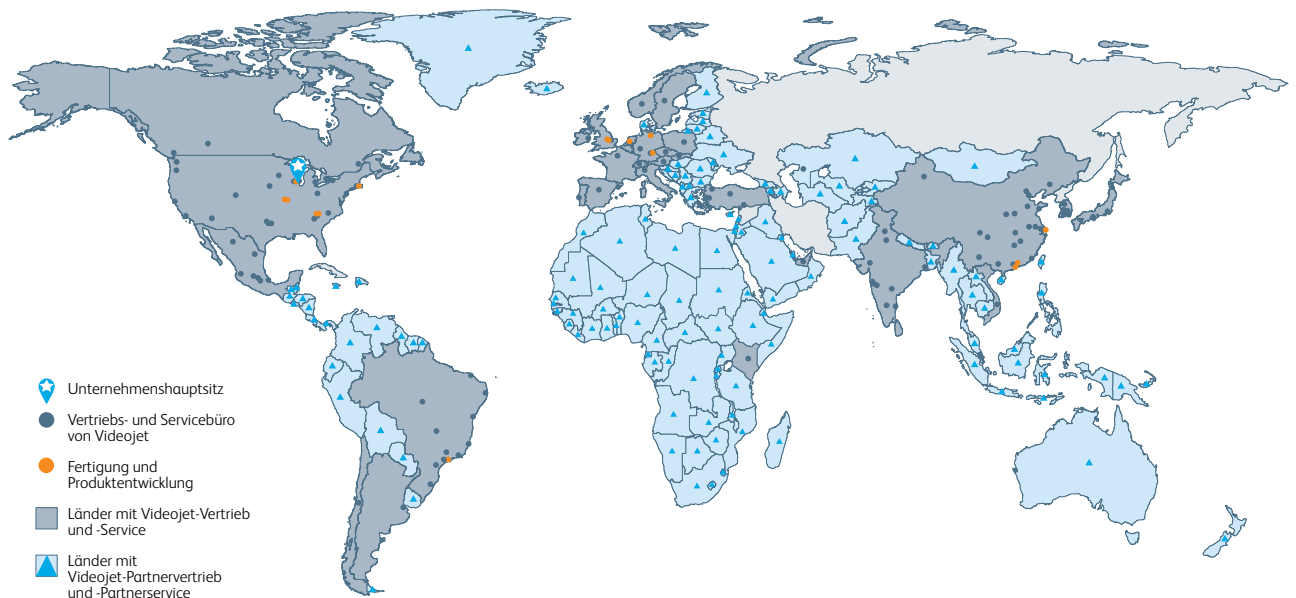 Unternehmenshauptsitz
Vertriebs- und Servicebüro
von Videojet
Fertigung und
Produktentwicklung
Länder mit Videojet-Vertrieb
und -Service
Länder mit
Videojet-Partnervertrieb
und -Partnerservice